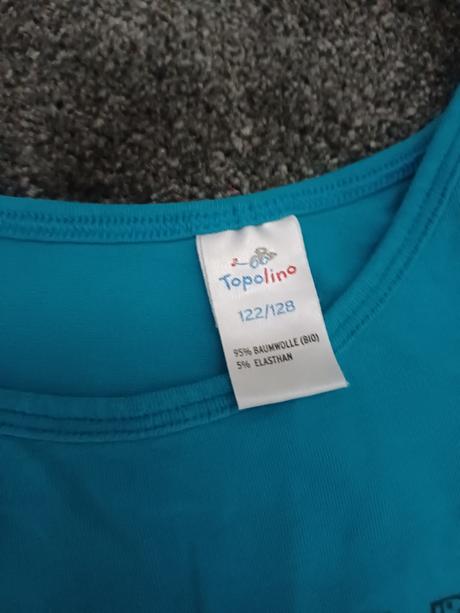 Topolino
122/128
95% BAUMWOLLE (BIO)
5% ELASTHAN